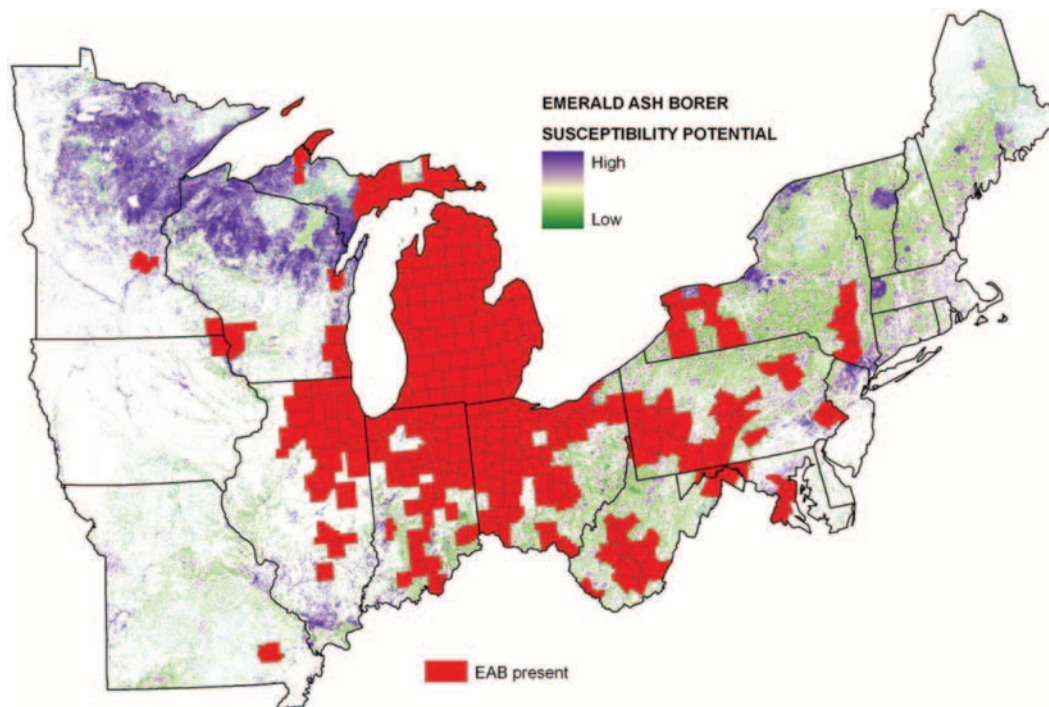 EMERALD ASH BORER
SUSCEPTIBILITY POTENTIAL
High
Low
EAB present